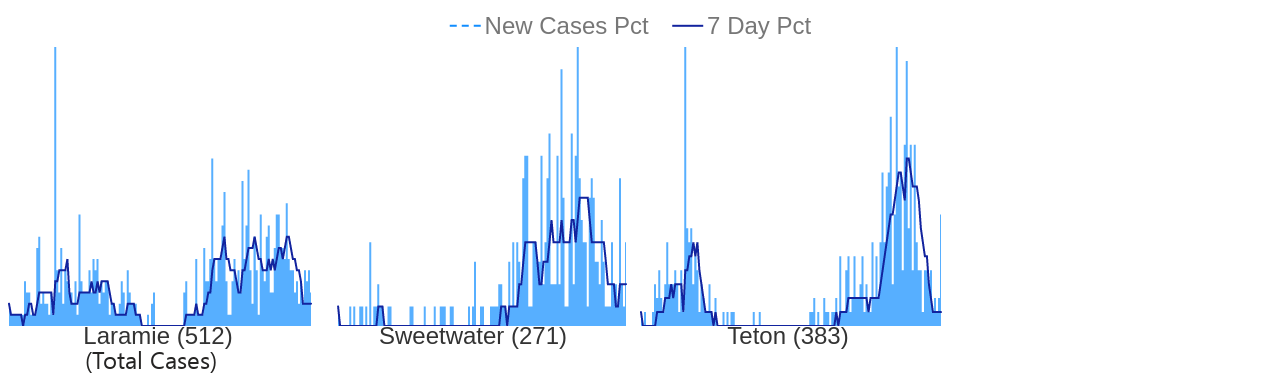 New Cases Pct 7 Day Pct
Laramie (512) Sweetwater (271) Teton (383)
(Total Cases)